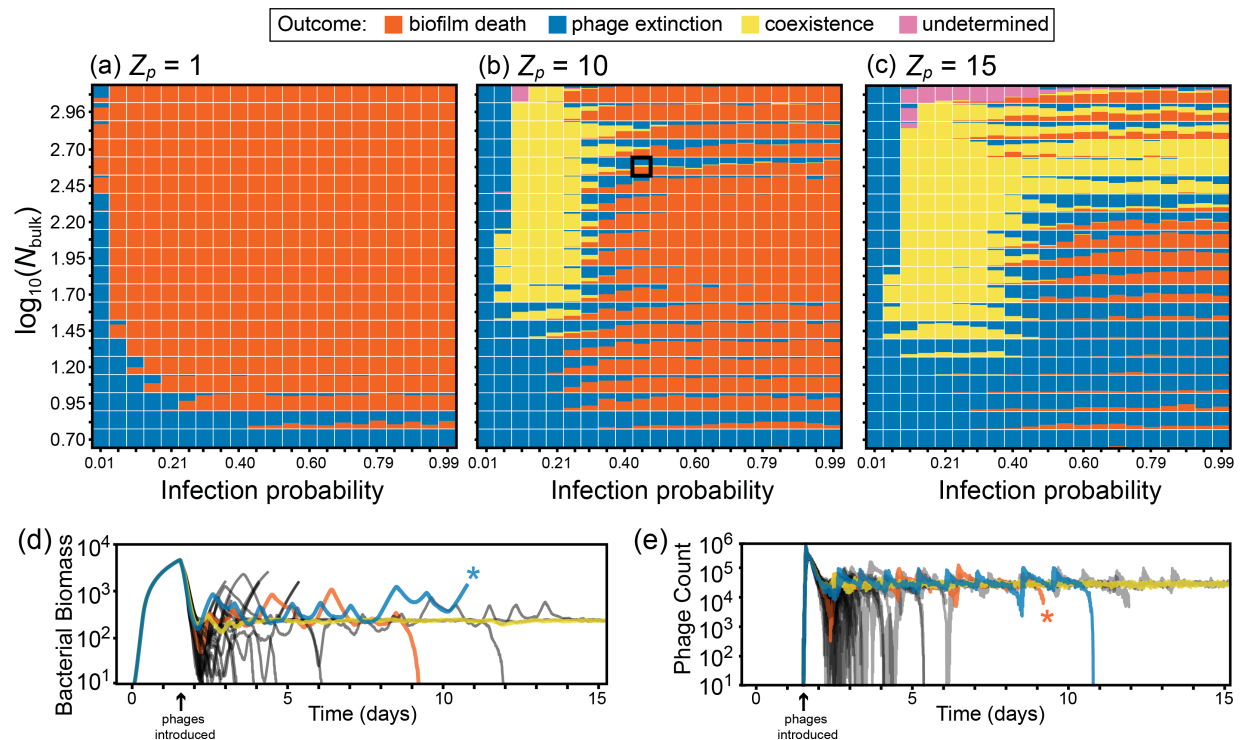 Outcome: biofilm death phage extinction coexistence undetermined
(a) Zp = 1
(b) Zp = 10
(c) Zp = 15
log10(Nbulk)
2.96
2.70
2.45
2.20
1.95
1.70
1.45
1.20
0.95
0.70
0.01 0.21 0.40 0.60 0.79 0.99
Infection probability
0.01 0.21 0.40 0.60 0.79 0.99
Infection probability
0.01 0.21 0.40 0.60 0.79 0.99
Infection probability
(d)
Bacterial Biomass
10^4
10^3
10^2
10^1
*
0 5 10 15
Time (days)
phages
introduced
(e)
Phage Count
10^6
10^5
10^4
10^3
10^2
10^1
*
0 5 10 15
Time (days)
phages
introduced